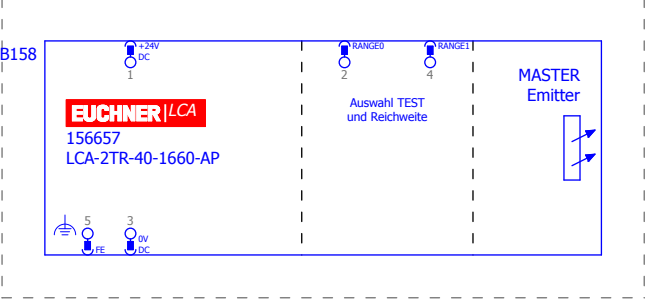 B158
+24V
DC
1
RANGE0
2
RANGE1
4
MASTER
Emitter
EUCHNER LCA
156657
LCA-2TR-40-1660-AP
Auswahl TEST
und Reichweite
5
FE
3
0V
DC